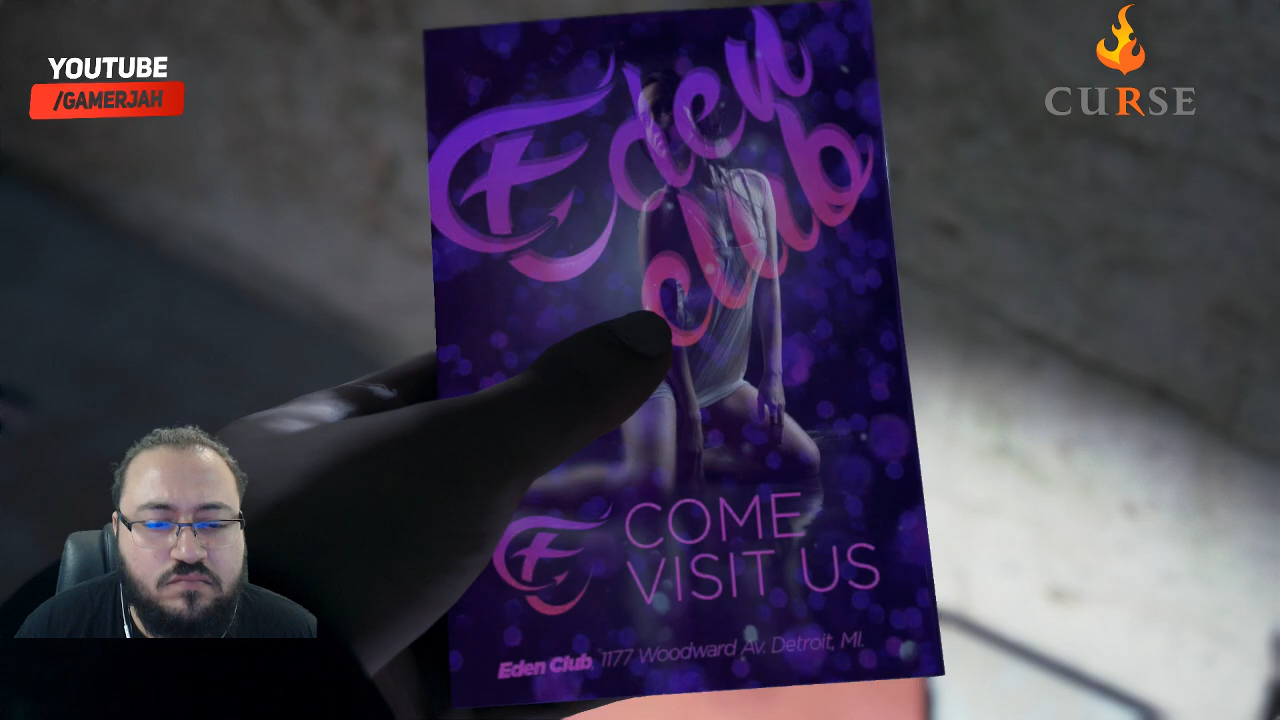 YOUTUBE
/GAMERJAH
CURSE
Eden
club
COME
VISIT US
Eden Club 1177 Woodward Av. Detroit, MI.